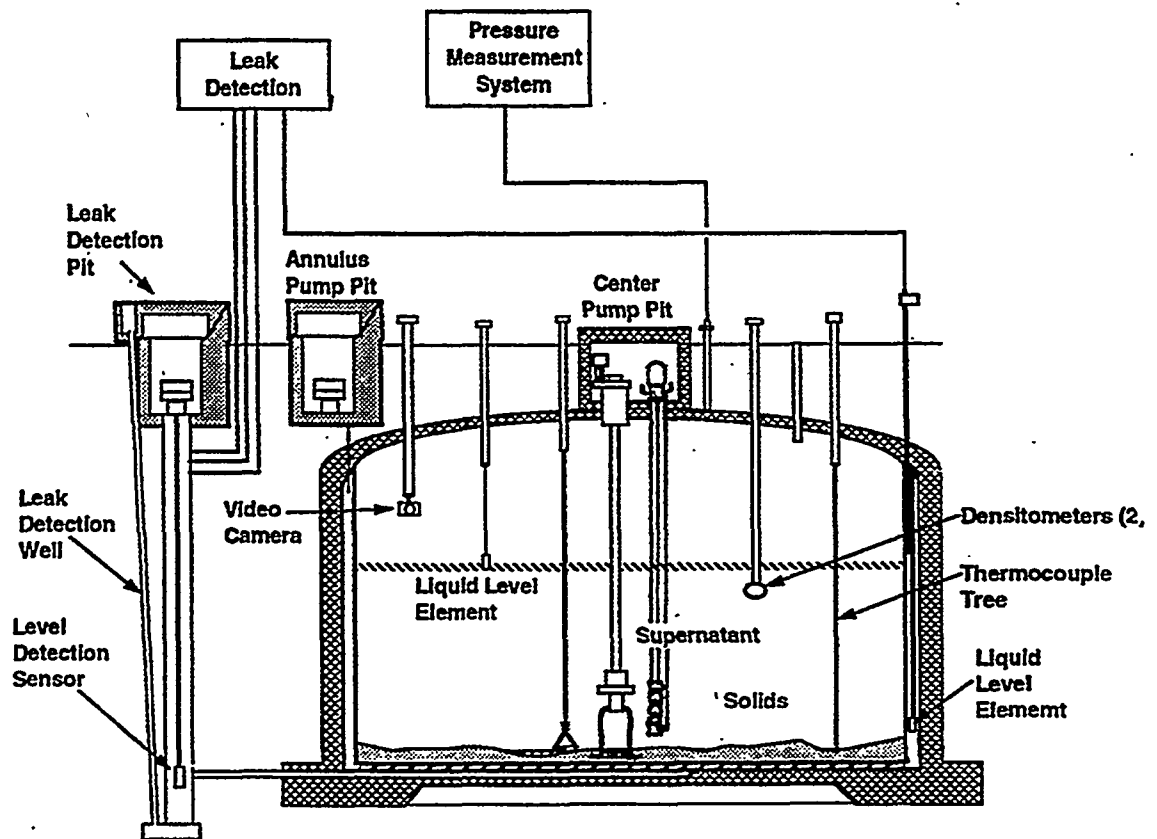 Leak
Detection
Pressure
Measurement
System
Leak
Detection
Pit
Annulus
Pump Pit
Center
Pump Pit
Leak
Detection
Well
Video
Camera
Liquid Level
Element
Densitometers (2,
Thermocouple
Tree
Level
Detection
Sensor
Supernatant
Solids
Liquid
Level
Elememt